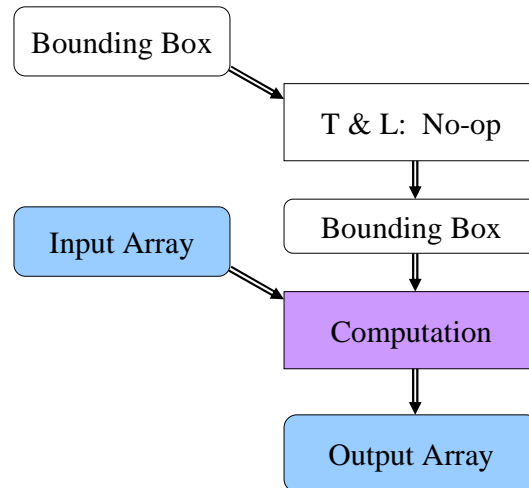 Bounding Box
T & L: No-op
Bounding Box
Input Array
Computation
Output Array